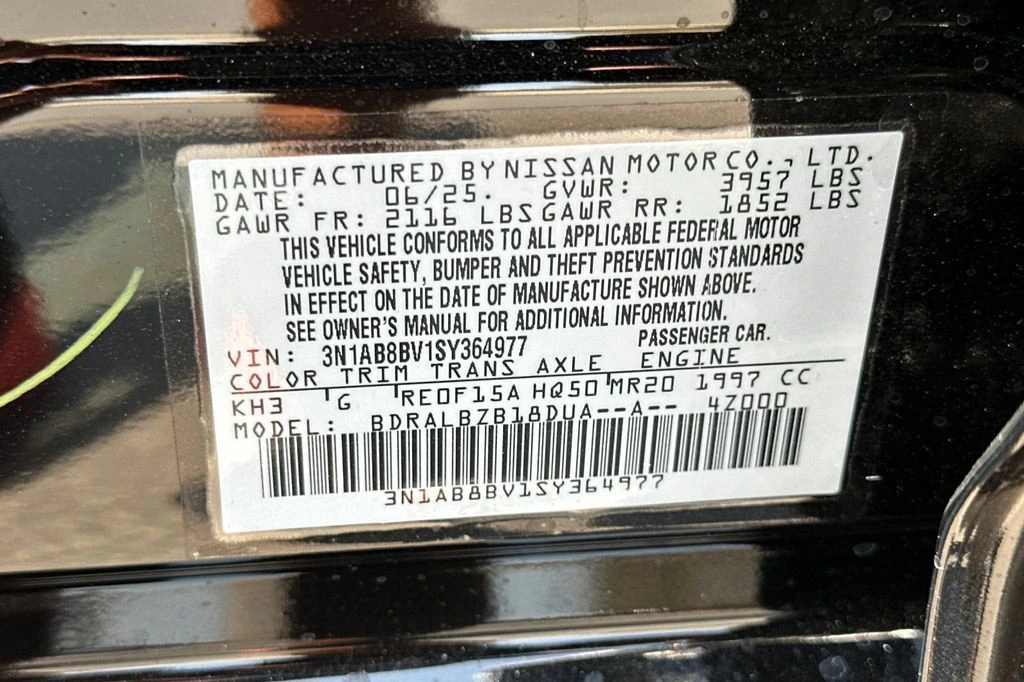 MANUFACTURED BY NISSAN MOTOR CO., LTD.
DATE: 06/25. GVWR: 3957 LBS
GAWR FR: 2116 LBS GAWR RR: 1852 LBS
THIS VEHICLE CONFORMS TO ALL APPLICABLE FEDERAL MOTOR
VEHICLE SAFETY, BUMPER AND THEFT PREVENTION STANDARDS
IN EFFECT ON THE DATE OF MANUFACTURE SHOWN ABOVE.
SEE OWNER'S MANUAL FOR ADDITIONAL INFORMATION.
VIN: 3N1AB8BV1SY364977 PASSENGER CAR.
COLOR TRIM TRANS AXLE ENGINE
KH3 G RE0F15A HQ50 MR20 1997 CC
MODEL: BDRALBZB18DUA--A-- 4Z000
3N1AB8BV1SY364977